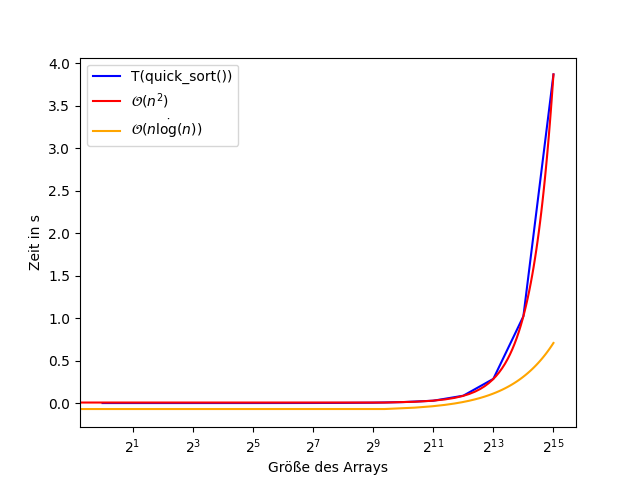 4.0
3.5
3.0
2.5
2.0
1.5
1.0
0.5
0.0
Zeit in s
T(quick_sort())
𝒪(n²)
𝒪(nlȯg(n))
2¹ 2³ 2⁵ 2⁷ 2⁹ 2¹¹ 2¹³ 2¹⁵
Größe des Arrays